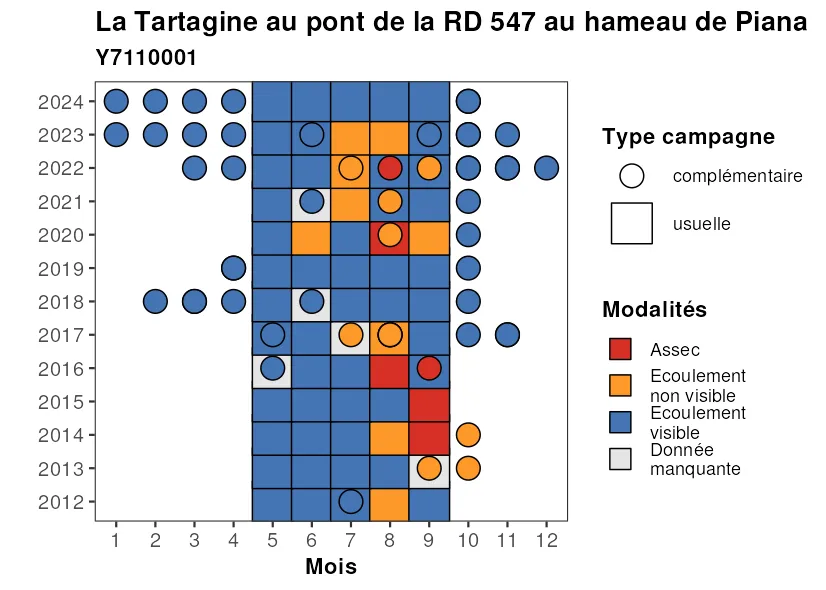 La Tartagine au pont de la RD 547 au hameau de Piana
Y7110001
2024
2023
2022
2021
2020
2019
2018
2017
2016
2015
2014
2013
2012
1 2 3 4 5 6 7 8 9 10 11 12
Mois
Type campagne
complémentaire
usuelle
Modalités
Assec
Ecoulement
non visible
Ecoulement
visible
Donnée
manquante